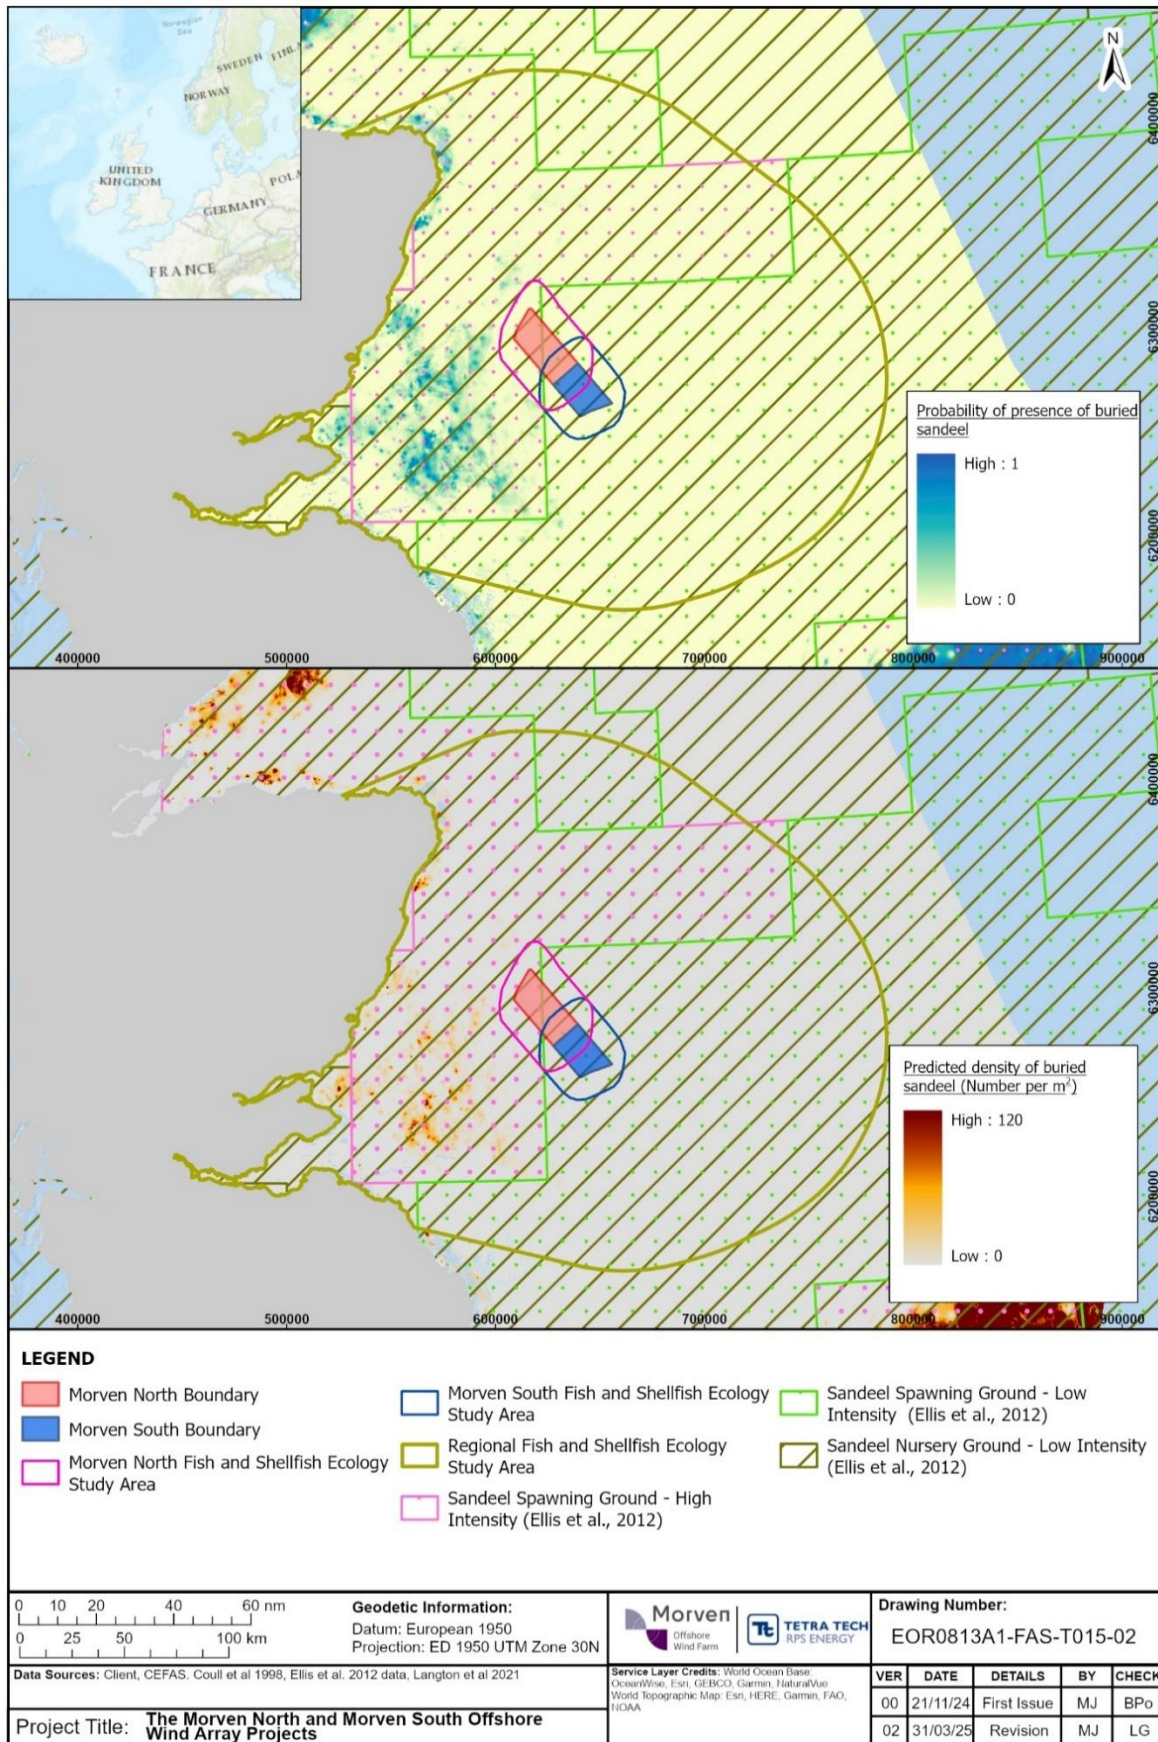 Norwegian
Sea
SWEDEN
FINLA
NORWAY
UNITED
KINGDOM
POLA
GERMANY
FRANCE
N
6400000
6300000
6200000
Probability of presence of buried
sandeel
High : 1
Low : 0
400000 500000 600000 700000 800000 900000
6400000
6300000
6200000
Predicted density of buried
sandeel (Number per m²)
High : 120
Low : 0
400000 500000 600000 700000 800000 900000
LEGEND
Morven North Boundary
Morven South Boundary
Morven North Fish and Shellfish Ecology
Study Area
Morven South Fish and Shellfish Ecology
Study Area
Regional Fish and Shellfish Ecology
Study Area
Sandeel Spawning Ground - High
Intensity (Ellis et al., 2012)
Sandeel Spawning Ground - Low
Intensity (Ellis et al., 2012)
Sandeel Nursery Ground - Low Intensity
(Ellis et al., 2012)
0 10 20 40 60 nm
0 25 50 100 km
Geodetic Information:
Datum: European 1950
Projection: ED 1950 UTM Zone 30N
Morven
Offshore
Wind Farm
Tt
TETRA TECH
RPS ENERGY
Drawing Number:
EOR0813A1-FAS-T015-02
Data Sources: Client, CEFAS. Coull et al 1998, Ellis et al. 2012 data, Langton et al 2021
Service Layer Credits: World Ocean Base:
OceanWise, Esri, GEBCO, Garmin, NaturalVue
World Topographic Map: Esri, HERE, Garmin, FAO,
NOAA
VER DATE DETAILS BY CHECK
00 21/11/24 First Issue MJ BPo
02 31/03/25 Revision MJ LG
Project Title: The Morven North and Morven South Offshore
Wind Array Projects